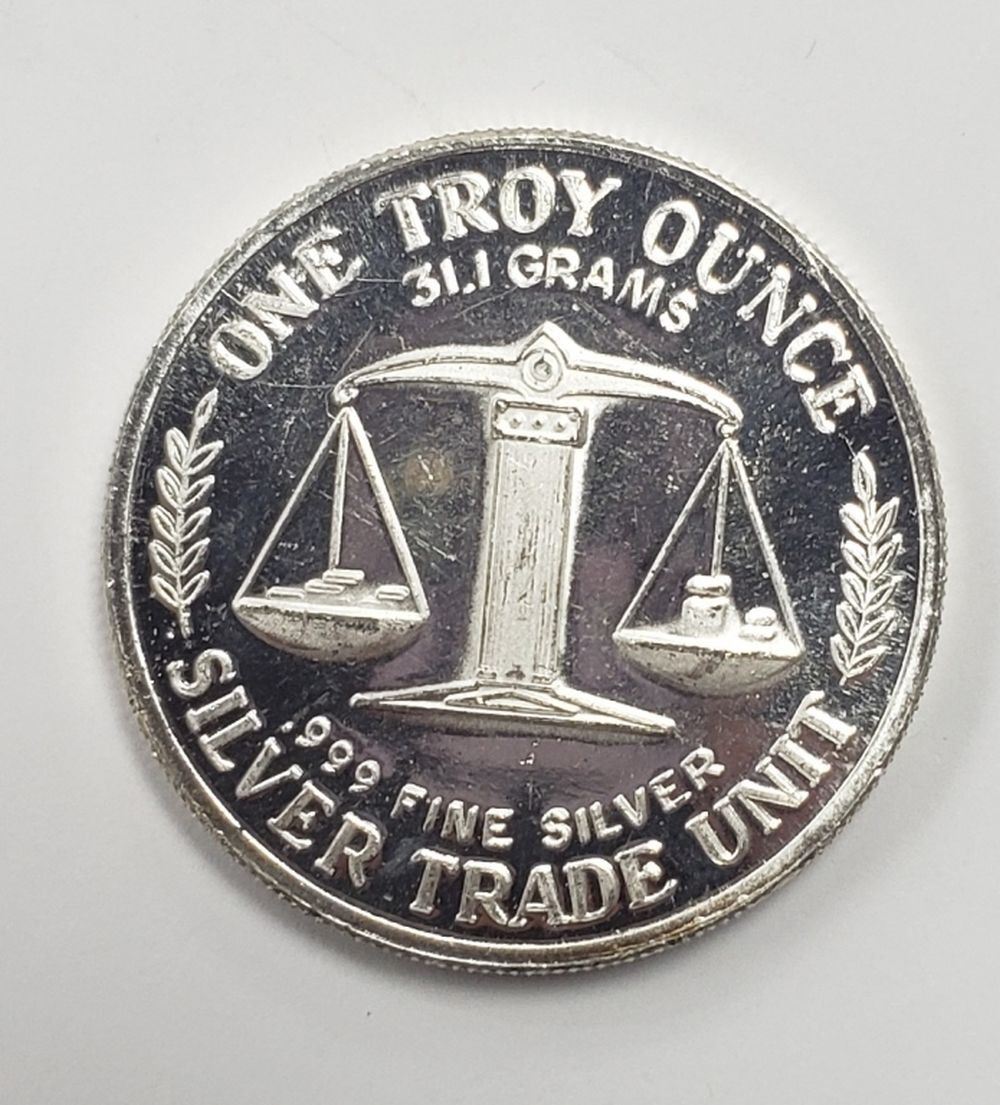 ONE TROY OUNCE
31.1 GRAMS
.999 FINE SILVER
SILVER TRADE UNIT